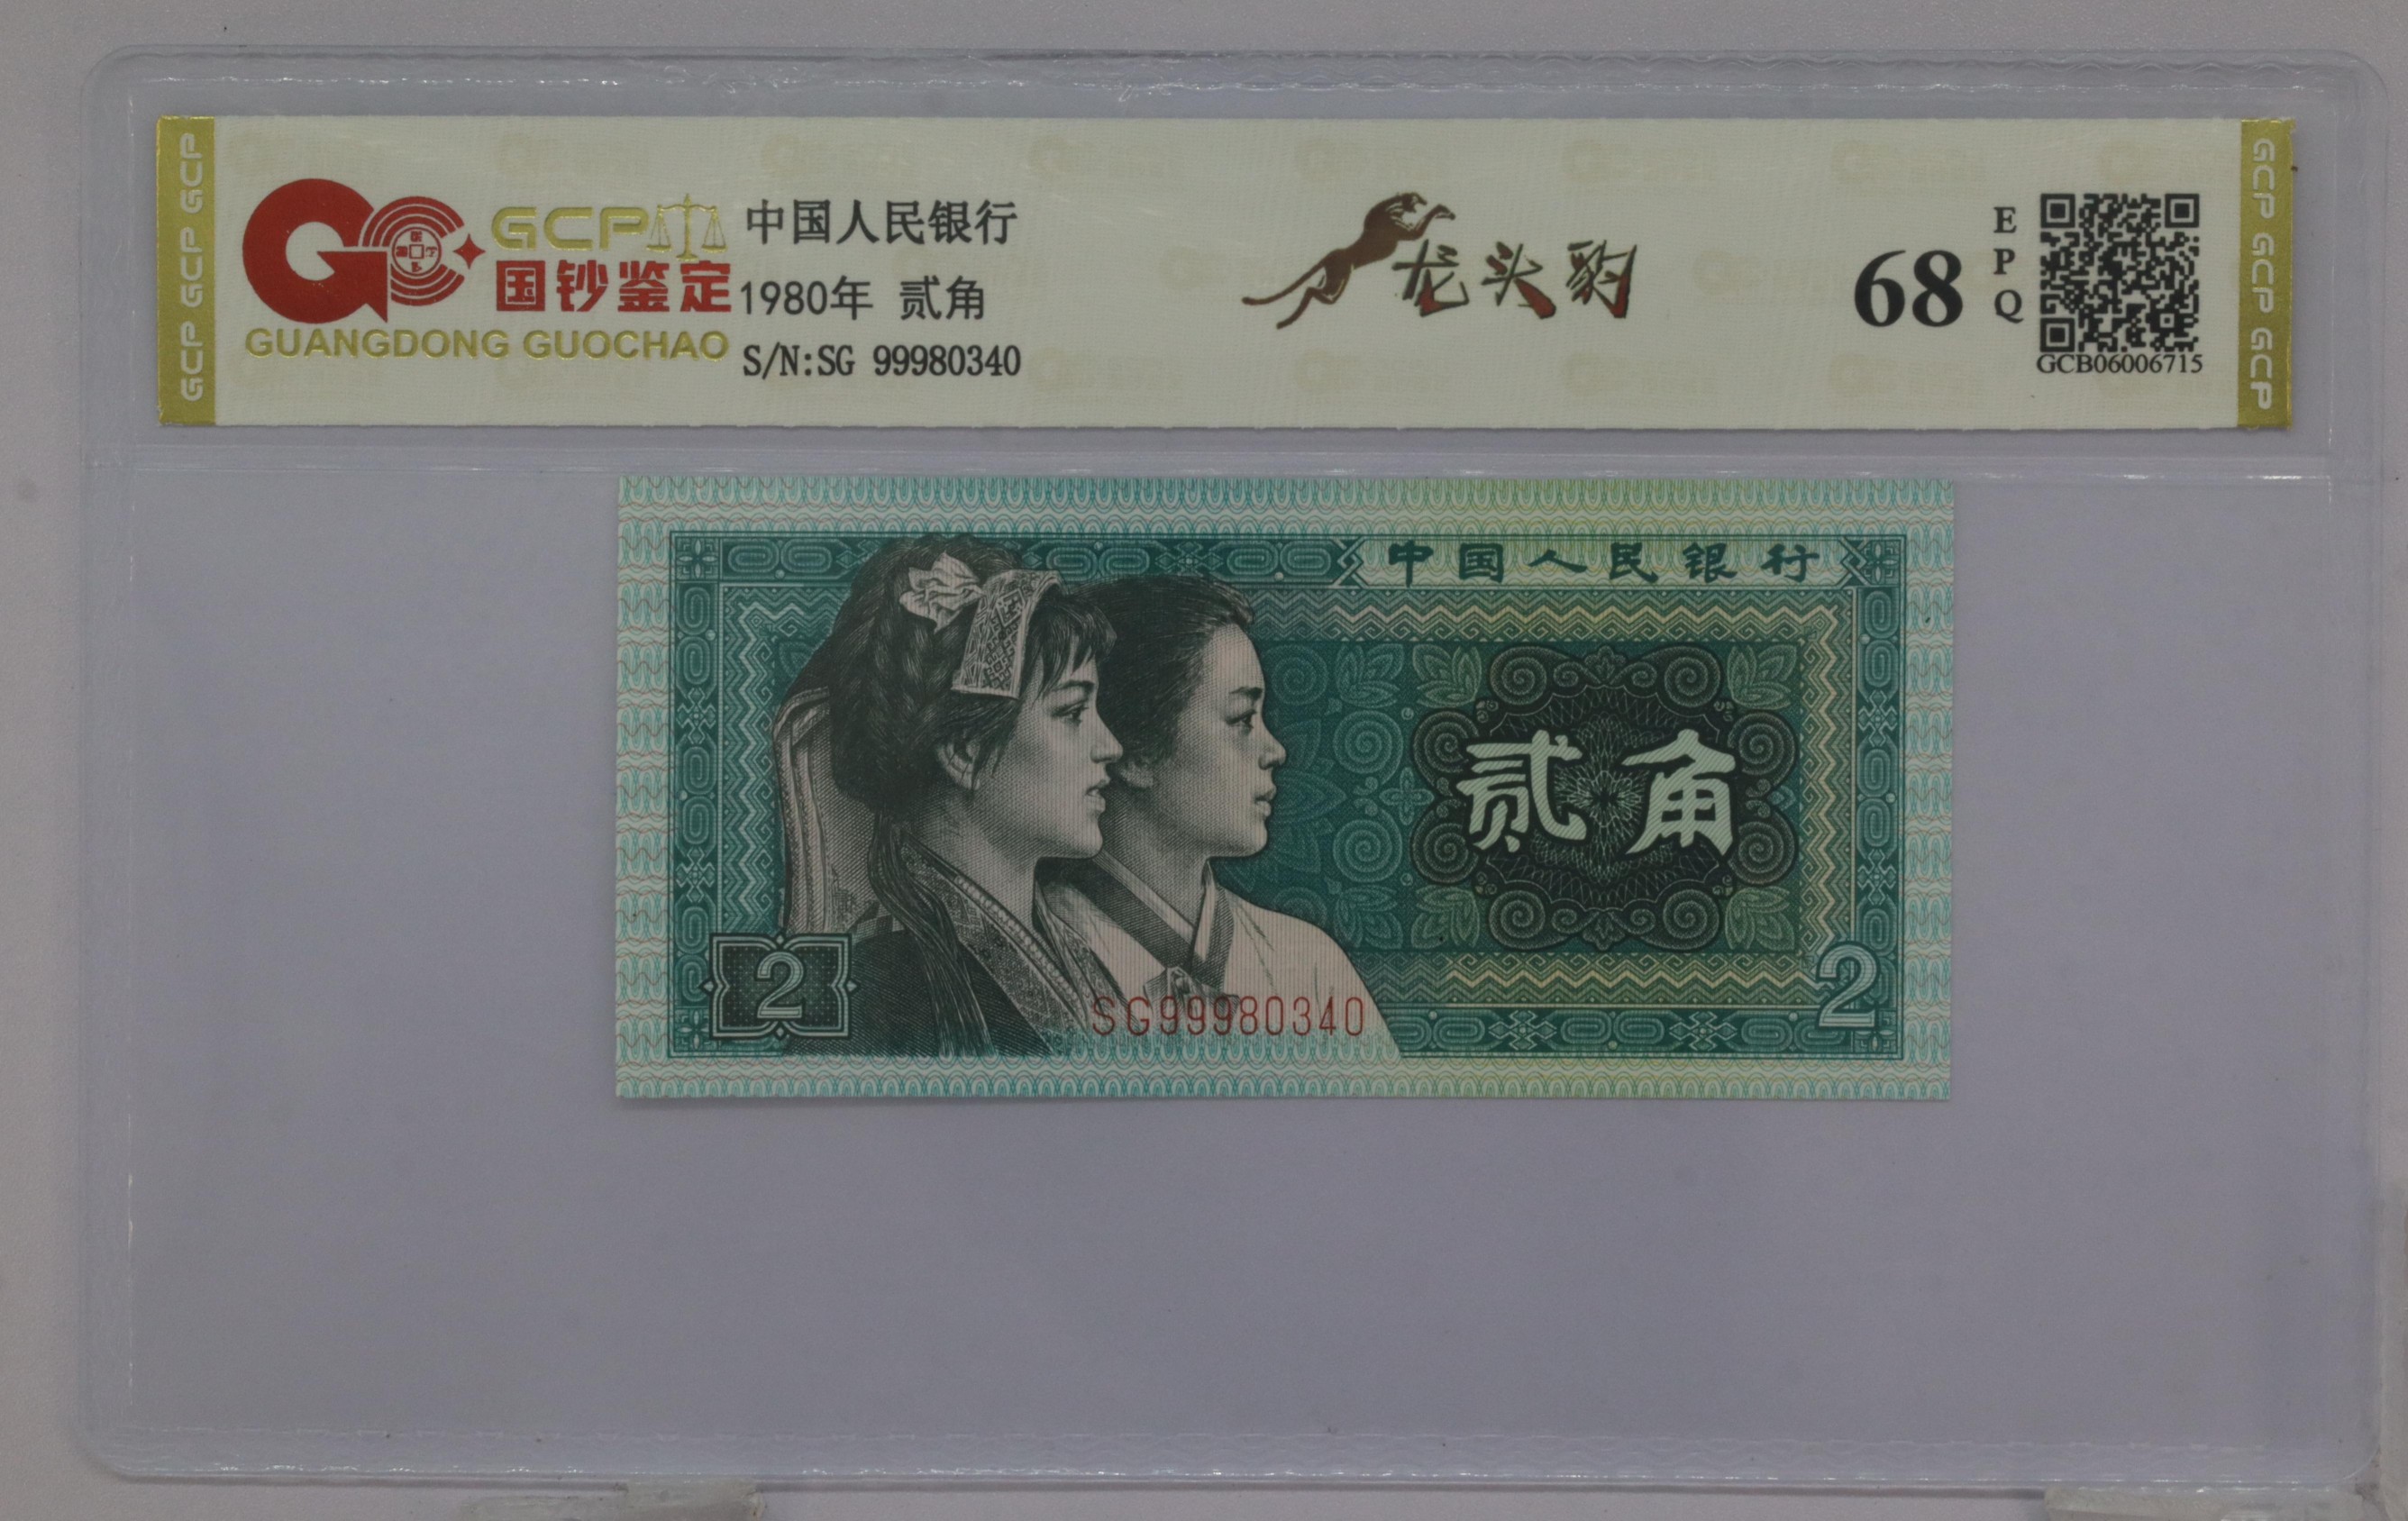 GCP GCP GCP
GCP
国钞鉴定
GUANGDONG GUOCHAO
中国人民银行
1980年 贰角
S/N:SG 99980340
龙头豹
68
EPQ
GCB06006715
GCP GCP GCP
中国人民银行
贰角
2
SG99980340
2